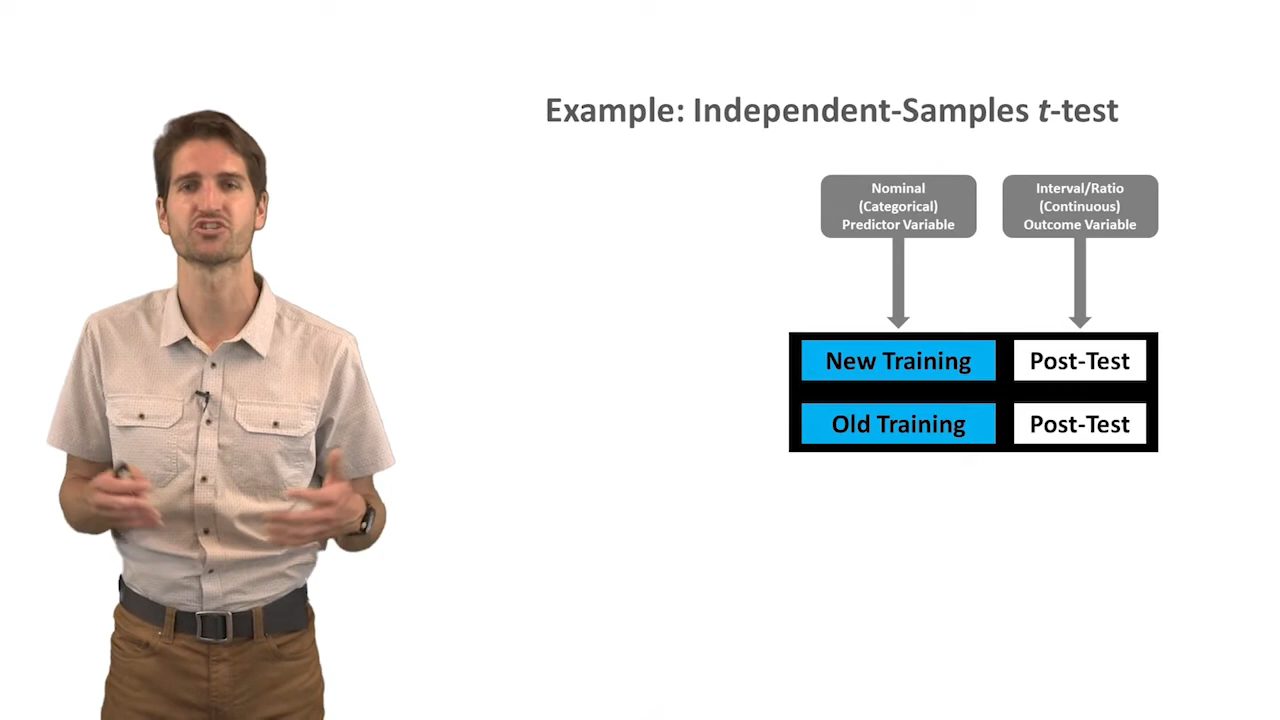 Example: Independent-Samples t-test
Nominal
(Categorical)
Predictor Variable
Interval/Ratio
(Continuous)
Outcome Variable
New Training
Post-Test
Old Training
Post-Test